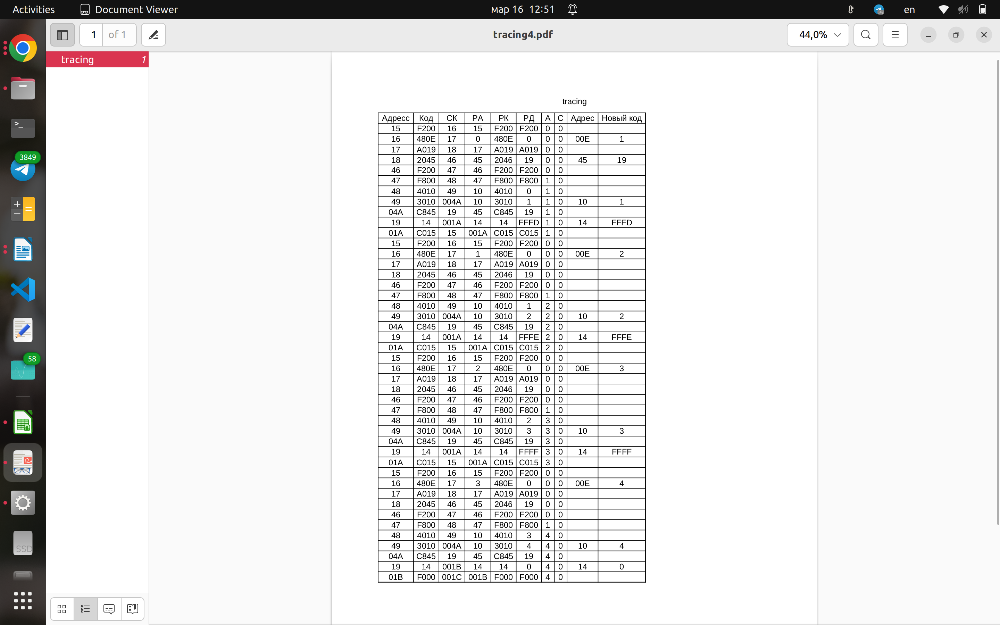 Activities Document Viewer мар 16 12:51 en
49
1 of 1 tracing4.pdf 44,0%
tracing 1
>_
3849
58
SSD
tracing
Адресс Код СК РА РК РД А С Адрес Новый код
15 F200 16 15 F200 F200 0 0
16 480E 17 0 480E 0 0 0 00E 1
17 A019 18 17 A019 A019 0 0
18 2045 46 45 2046 19 0 0 45 19
46 F200 47 46 F200 F200 0 0
47 F800 48 47 F800 F800 1 0
48 4010 49 10 4010 0 1 0
49 3010 004A 10 3010 1 1 0 10 1
04A C845 19 45 C845 19 1 0
19 14 001A 14 14 FFFD 1 0 14 FFFD
01A C015 15 001A C015 C015 1 0
15 F200 16 15 F200 F200 0 0
16 480E 17 1 480E 0 0 0 00E 2
17 A019 18 17 A019 A019 0 0
18 2045 46 45 2046 19 0 0
46 F200 47 46 F200 F200 0 0
47 F800 48 47 F800 F800 1 0
48 4010 49 10 4010 1 2 0
49 3010 004A 10 3010 2 2 0 10 2
04A C845 19 45 C845 19 2 0
19 14 001A 14 14 FFFE 2 0 14 FFFE
01A C015 15 001A C015 C015 2 0
15 F200 16 15 F200 F200 0 0
16 480E 17 2 480E 0 0 0 00E 3
17 A019 18 17 A019 A019 0 0
18 2045 46 45 2046 19 0 0
46 F200 47 46 F200 F200 0 0
47 F800 48 47 F800 F800 1 0
48 4010 49 10 4010 2 3 0
49 3010 004A 10 3010 3 3 0 10 3
04A C845 19 45 C845 19 3 0
19 14 001A 14 14 FFFF 3 0 14 FFFF
01A C015 15 001A C015 C015 3 0
15 F200 16 15 F200 F200 0 0
16 480E 17 3 480E 0 0 0 00E 4
17 A019 18 17 A019 A019 0 0
18 2045 46 45 2046 19 0 0
46 F200 47 46 F200 F200 0 0
47 F800 48 47 F800 F800 1 0
48 4010 49 10 4010 3 4 0
49 3010 004A 10 3010 4 4 0 10 4
04A C845 19 45 C845 19 4 0
19 14 001B 14 14 0 4 0 14 0
01B F000 001C 001B F000 F000 4 0